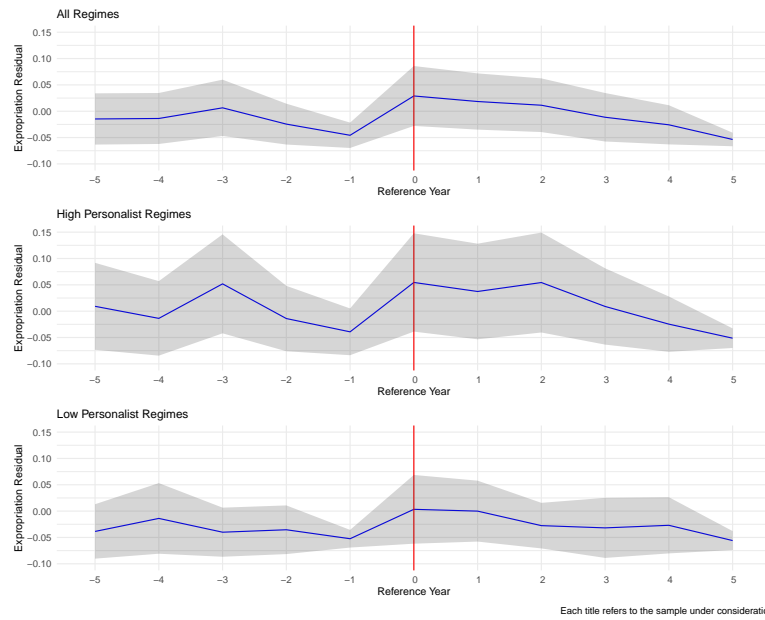 All Regimes
Expropriation Residual
0.15
0.10
0.05
0.00
−0.05
−0.10
−5 −4 −3 −2 −1 0 1 2 3 4 5
Reference Year
High Personalist Regimes
Expropriation Residual
0.15
0.10
0.05
0.00
−0.05
−0.10
−5 −4 −3 −2 −1 0 1 2 3 4 5
Reference Year
Low Personalist Regimes
Expropriation Residual
0.15
0.10
0.05
0.00
−0.05
−0.10
−5 −4 −3 −2 −1 0 1 2 3 4 5
Reference Year
Each title refers to the sample under consideratio